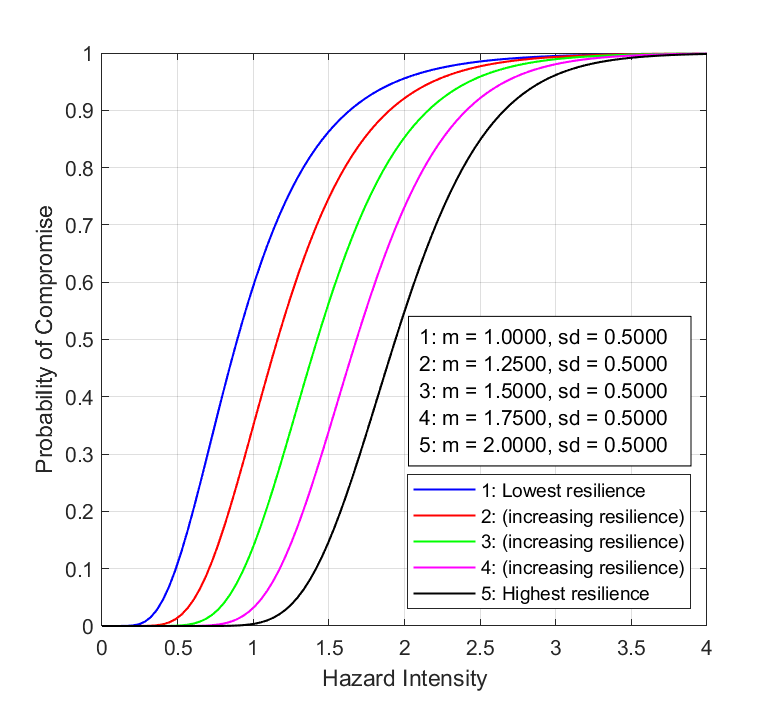 1
0.9
0.8
0.7
0.6
0.5
0.4
0.3
0.2
0.1
0
Probability of Compromise
1: m = 1.0000, sd = 0.5000
2: m = 1.2500, sd = 0.5000
3: m = 1.5000, sd = 0.5000
4: m = 1.7500, sd = 0.5000
5: m = 2.0000, sd = 0.5000
1: Lowest resilience
2: (increasing resilience)
3: (increasing resilience)
4: (increasing resilience)
5: Highest resilience
0 0.5 1 1.5 2 2.5 3 3.5 4
Hazard Intensity